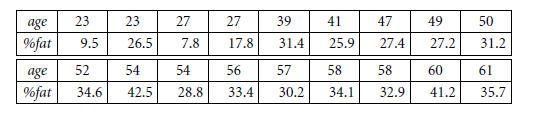 age 23 23 27 27 39 41 47 49 50
%fat 9.5 26.5 7.8 17.8 31.4 25.9 27.4 27.2 31.2
age 52 54 54 56 57 58 58 60 61
%fat 34.6 42.5 28.8 33.4 30.2 34.1 32.9 41.2 35.7